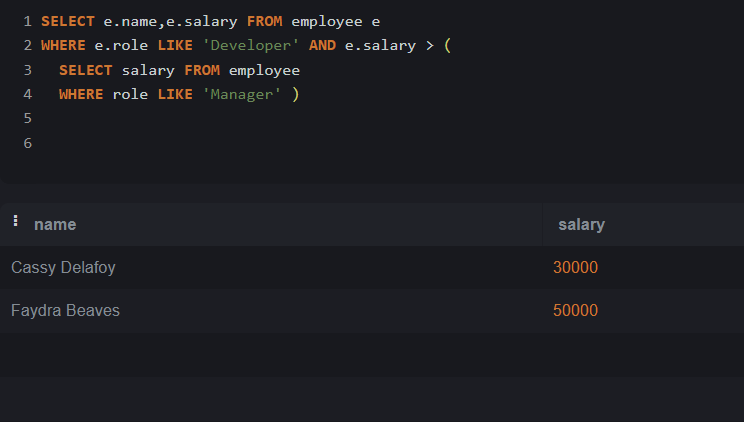 1 SELECT e.name,e.salary FROM employee e
2 WHERE e.role LIKE 'Developer' AND e.salary > (
3   SELECT salary FROM employee
4   WHERE role LIKE 'Manager' )
5
6
name salary
Cassy Delafoy 30000
Faydra Beaves 50000